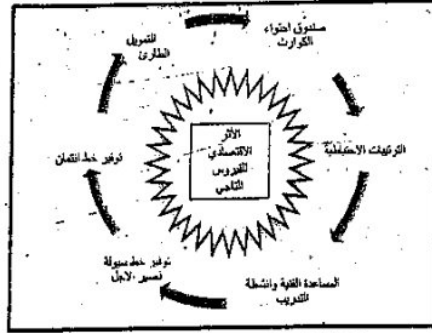 صندوق احتواء
الكوارث
الترتيبات الاحتياطية
المساعدة الفنية وأنشطة
التدريب
توفير خط سيولة
قصير الاجل
توفير خط ائتمان
التمويل
الطارئ
الأثر
الاقتصادي
للفيروس
التاجي